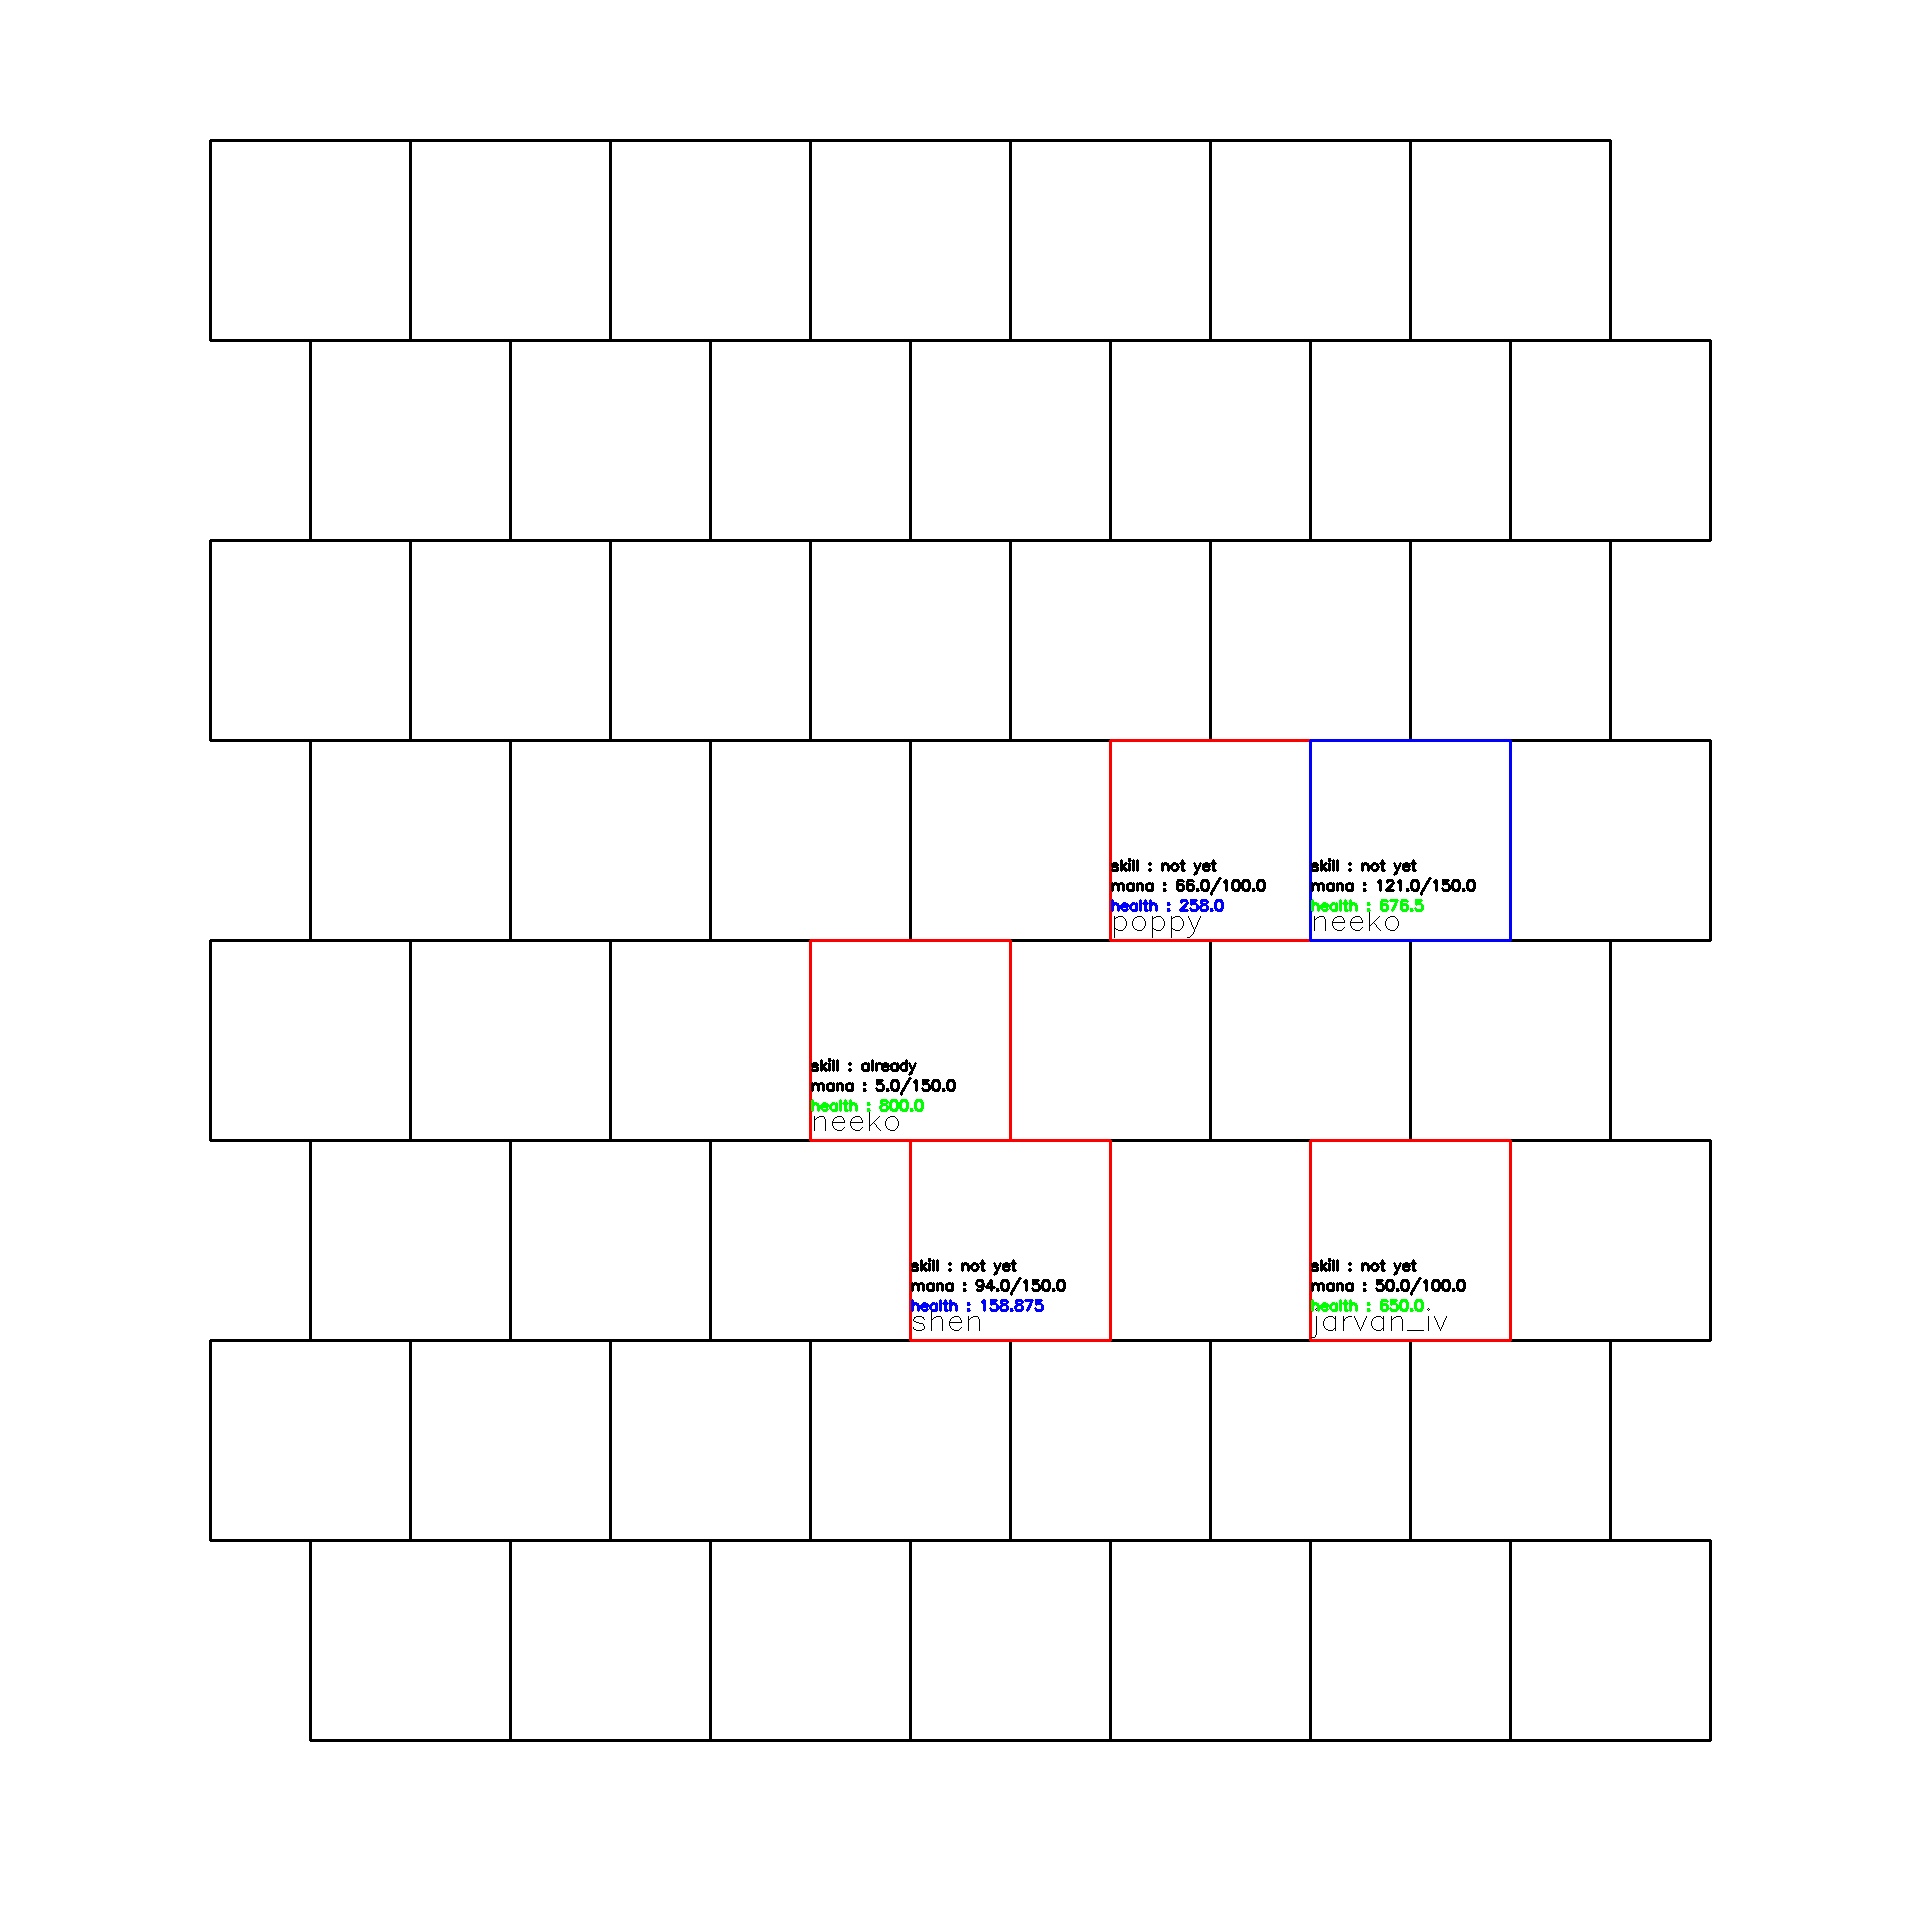 skill : not yet
mana : 66.0/100.0
health : 258.0
poppy
skill : not yet
mana : 121.0/150.0
health : 676.5
neeko
skill : already
mana : 5.0/150.0
health : 800.0
neeko
skill : not yet
mana : 94.0/150.0
health : 158.875
shen
skill : not yet
mana : 50.0/100.0
health : 650.0
jarvan_iv